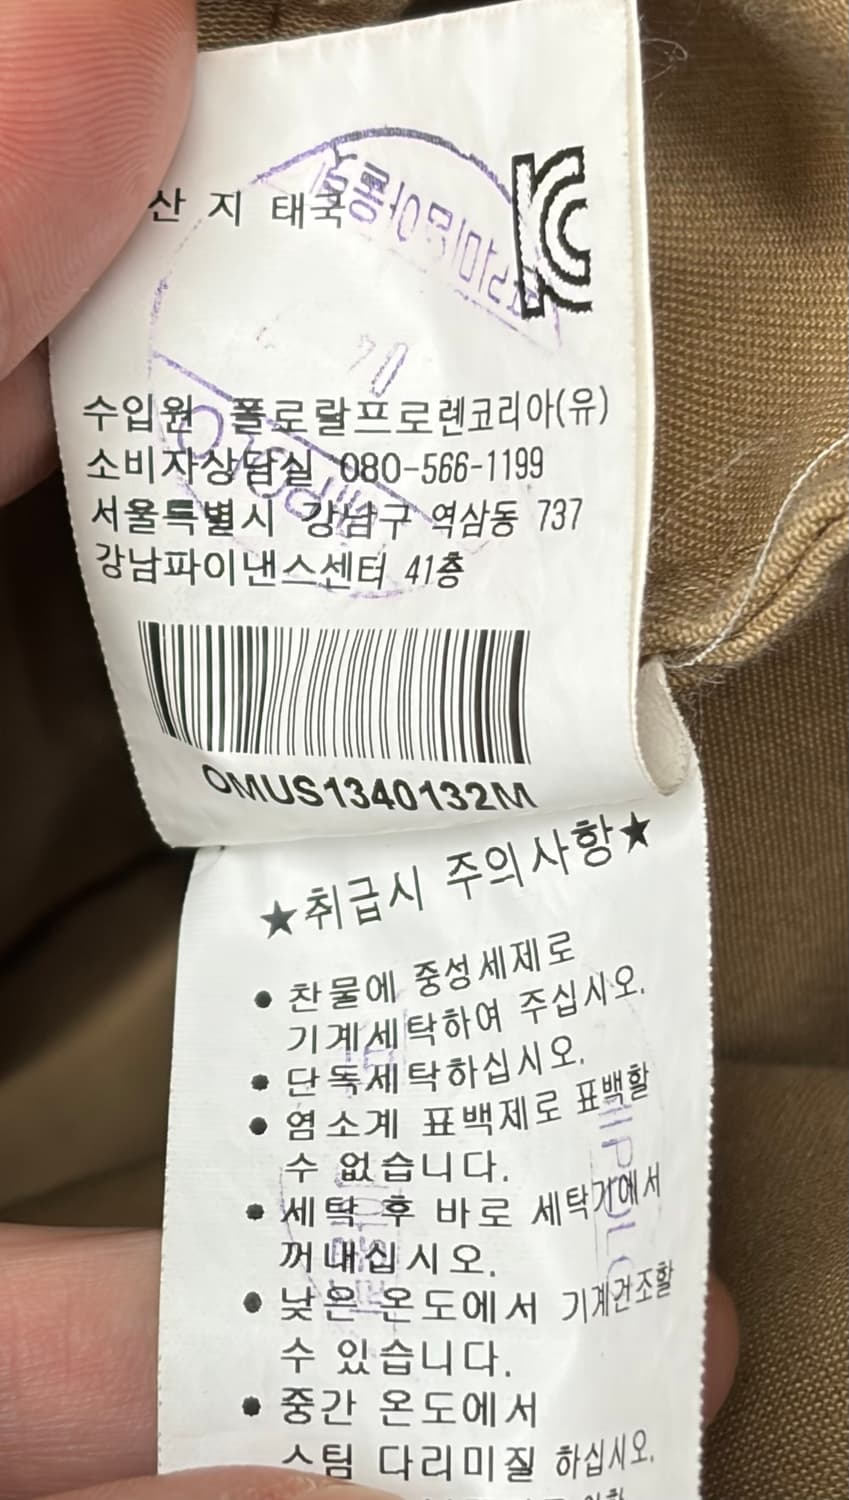 산 지 태국
KC
수입원 폴로랄프로렌코리아(유)
소비자상담실 080-566-1199
서울특별시 강남구 역삼동 737
강남파이낸스센터 41층
OMUS1340132M
★취급시 주의사항★
• 찬물에 중성세제로
기계세탁하여 주십시오.
• 단독세탁하십시오.
• 염소계 표백제로 표백할
수 없습니다.
• 세탁 후 바로 세탁기에서
꺼내십시오.
• 낮은 온도에서 기계건조할
수 있습니다.
• 중간 온도에서
스팀 다리미질 하십시오.